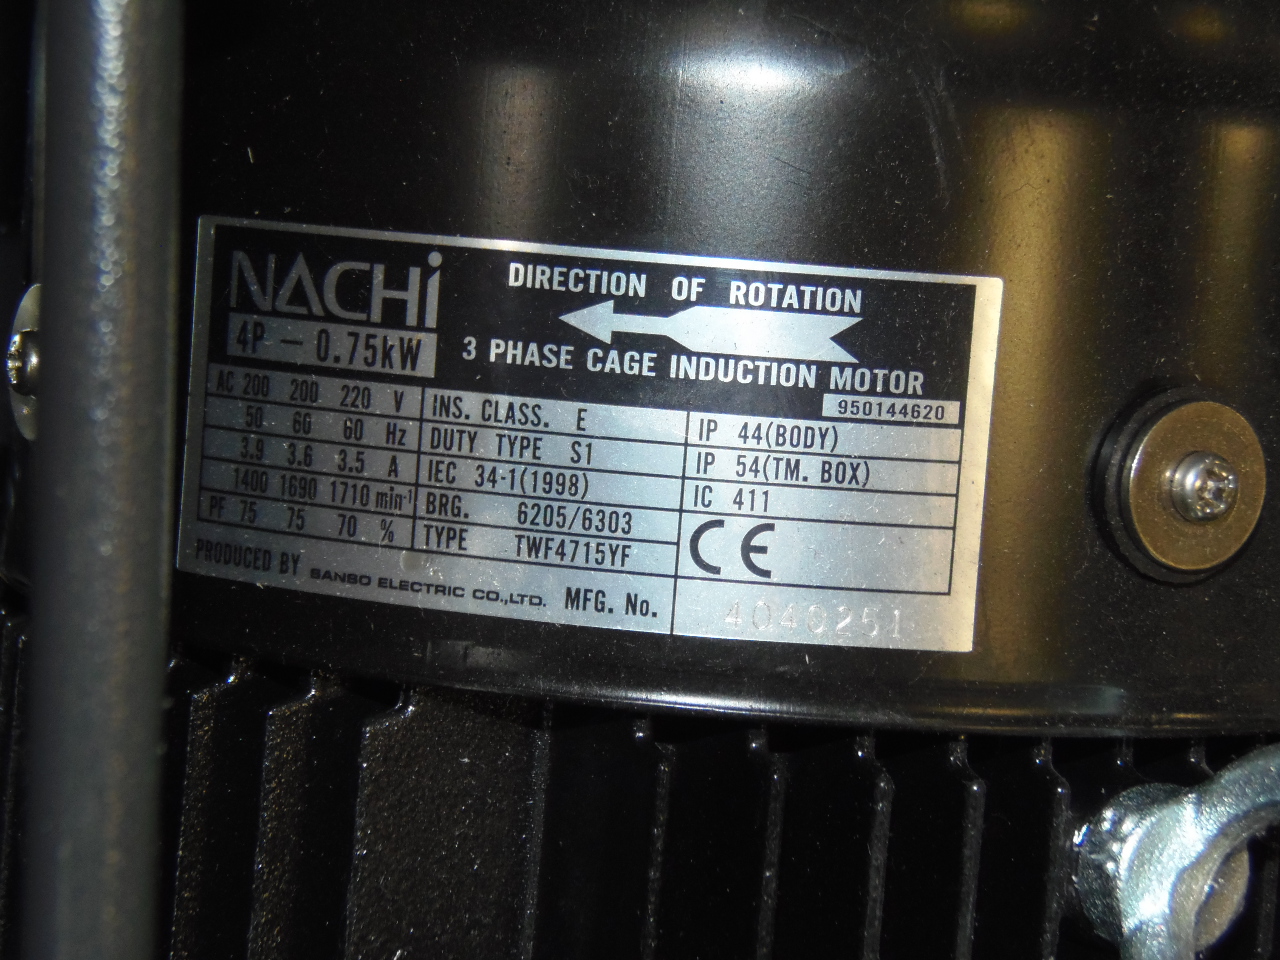 NACHi
DIRECTION OF ROTATION
4P - 0.75kW
3 PHASE CAGE INDUCTION MOTOR
950144620
AC 200 200 220 V
50 60 60 Hz
3.9 3.6 3.5 A
1400 1690 1710 min⁻¹
PF 75 75 70 %
INS. CLASS. E
DUTY TYPE S1
IEC 34-1(1998)
BRG. 6205/6303
TYPE TWF4715YF
IP 44(BODY)
IP 54(TM. BOX)
IC 411
CE
PRODUCED BY SANSO ELECTRIC CO.,LTD. MFG. No. 4040251